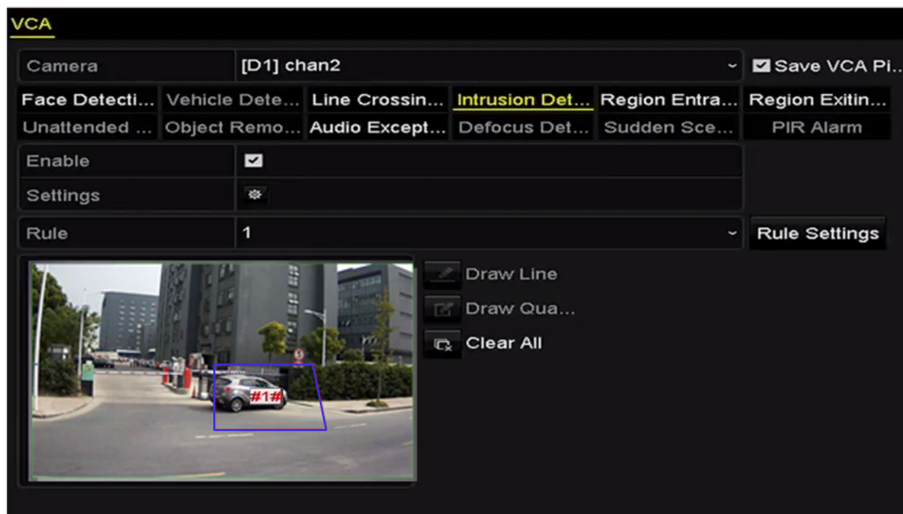 VCA
Camera [D1] chan2 Save VCA Pi..
Face Detecti... Vehicle Dete... Line Crossin... Intrusion Det... Region Entra... Region Exitin...
Unattended ... Object Remo... Audio Except... Defocus Det... Sudden Sce... PIR Alarm
Enable
Settings
Rule 1 Rule Settings
Draw Line
Draw Qua...
Clear All
#1#